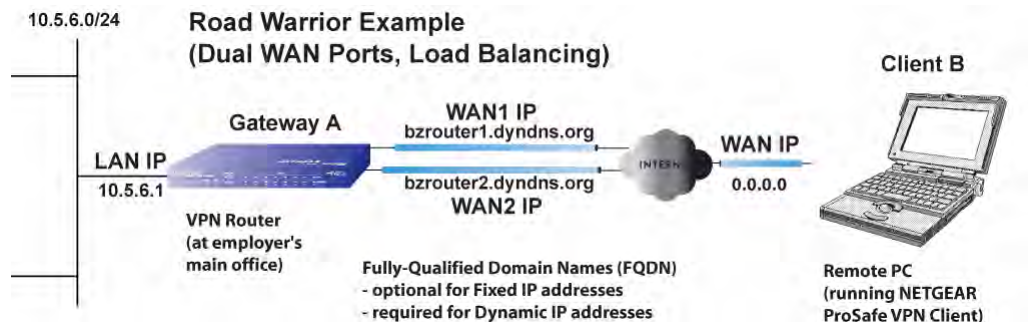 10.5.6.0/24
Road Warrior Example
(Dual WAN Ports, Load Balancing)
Client B
Gateway A
WAN1 IP
bzrouter1.dyndns.org
WAN IP
LAN IP
INTERN
10.5.6.1
bzrouter2.dyndns.org
WAN2 IP
0.0.0.0
VPN Router
(at employer's
main office)
Fully-Qualified Domain Names (FQDN)
- optional for Fixed IP addresses
- required for Dynamic IP addresses
Remote PC
(running NETGEAR
ProSafe VPN Client)